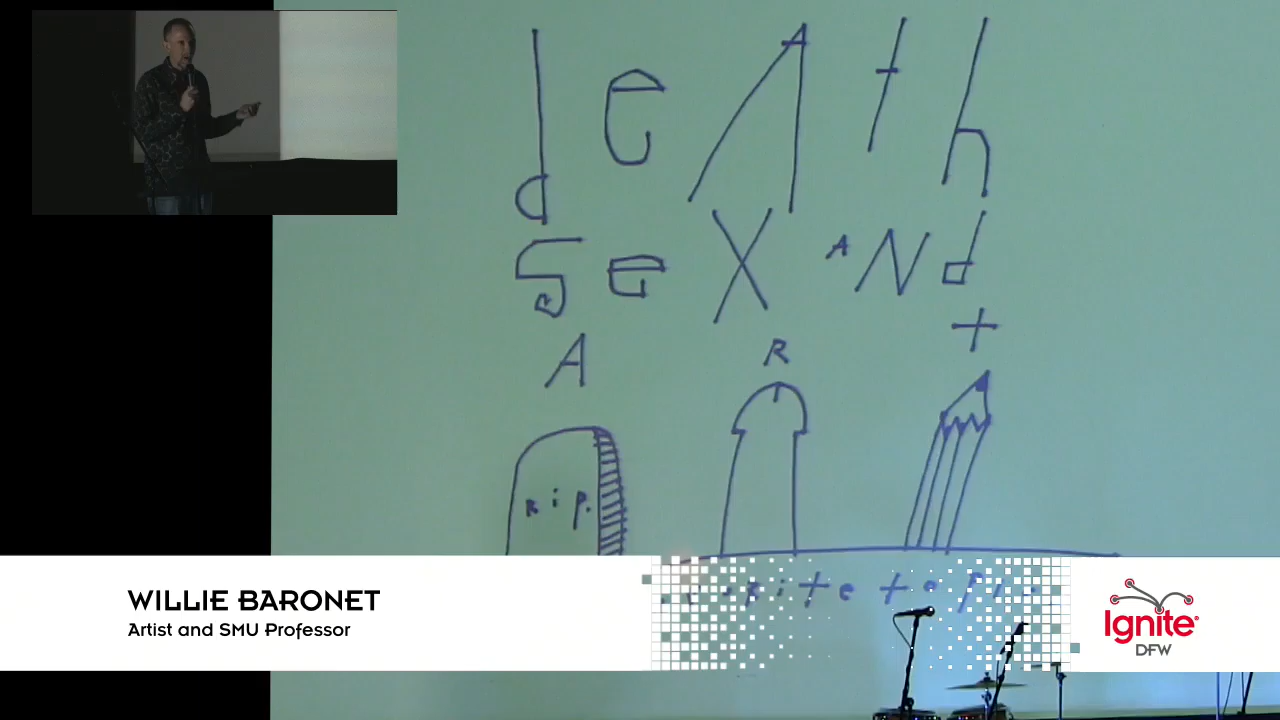 deAth
SeX ANd
A R +
R i p.
WILLIE BARONET
Artist and SMU Professor
Ignite
DFW